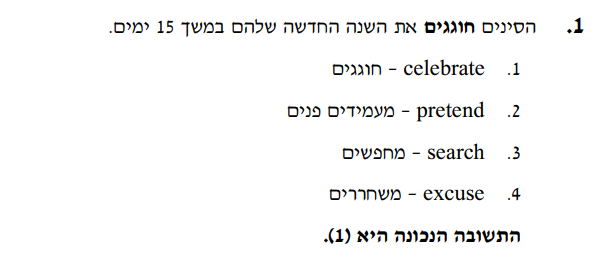 1. הסינים חוגגים את השנה החדשה שלהם במשך 15 ימים.
1. celebrate – חוגגים
2. pretend – מעמידים פנים
3. search – מחפשים
4. excuse – משחררים
התשובה הנכונה היא (1).